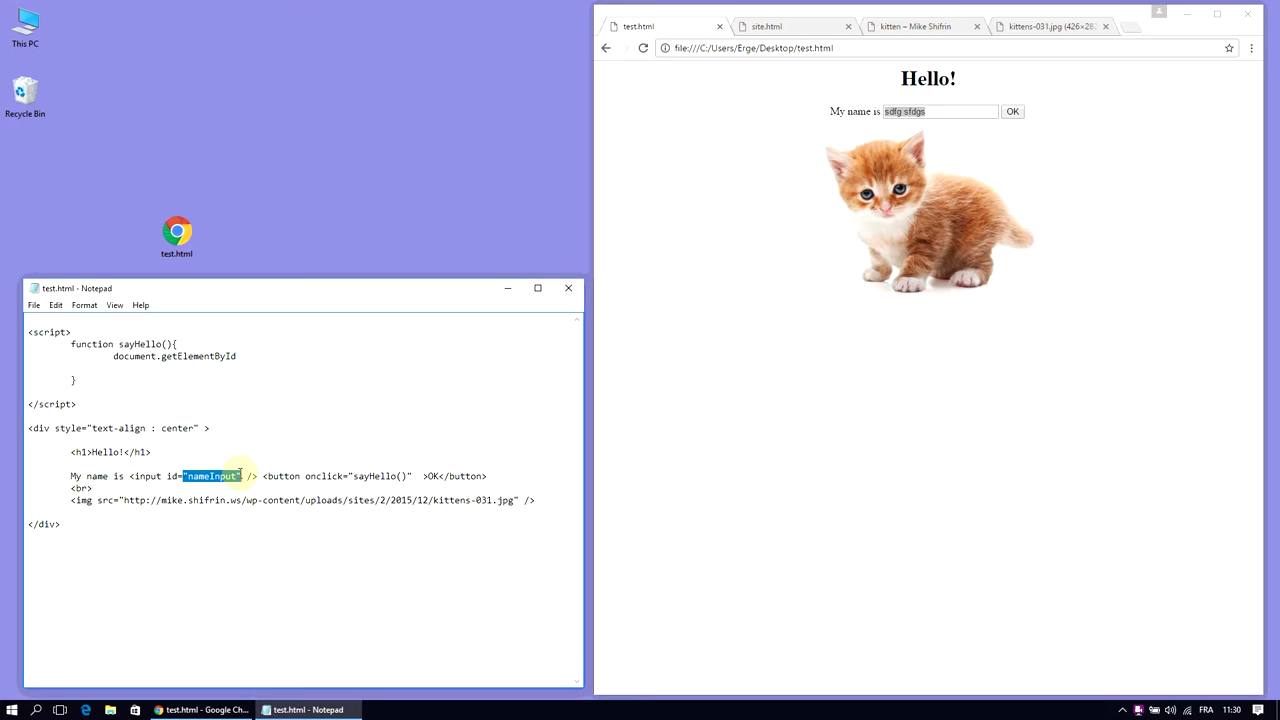 This PC
Recycle Bin
test.html
test.html - Notepad
File Edit Format View Help
<script>
function sayHello(){
document.getElementById
}
</script>
<div style="text-align : center" >
<h1>Hello!</h1>
My name is <input id="nameInput" /> <button onclick="sayHello()" >OK</button>
<br>
<img src="http://mike.shifrin.ws/wp-content/uploads/sites/2/2015/12/kittens-031.jpg" />
</div>
test.html
site.html
kitten – Mike Shifrin
kittens-031.jpg (426×28
file:///C:/Users/Erge/Desktop/test.html
Hello!
My name is sdfg sfdgs OK
test.html - Google Ch...
test.html - Notepad
FRA
11:30